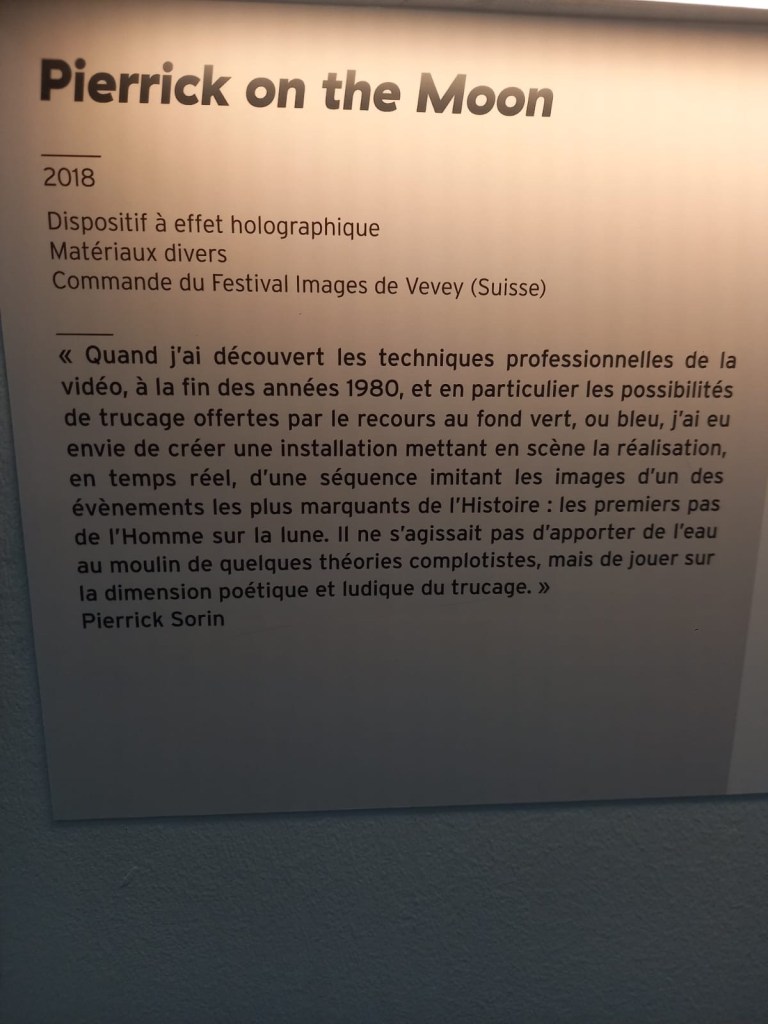 Pierrick on the Moon
2018
Dispositif à effet holographique
Matériaux divers
Commande du Festival Images de Vevey (Suisse)
« Quand j'ai découvert les techniques professionnelles de la
vidéo, à la fin des années 1980, et en particulier les possibilités
de trucage offertes par le recours au fond vert, ou bleu, j'ai eu
envie de créer une installation mettant en scène la réalisation,
en temps réel, d'une séquence imitant les images d'un des
évènements les plus marquants de l'Histoire : les premiers pas
de l'Homme sur la lune. Il ne s'agissait pas d'apporter de l'eau
au moulin de quelques théories complotistes, mais de jouer sur
la dimension poétique et ludique du trucage. »
Pierrick Sorin